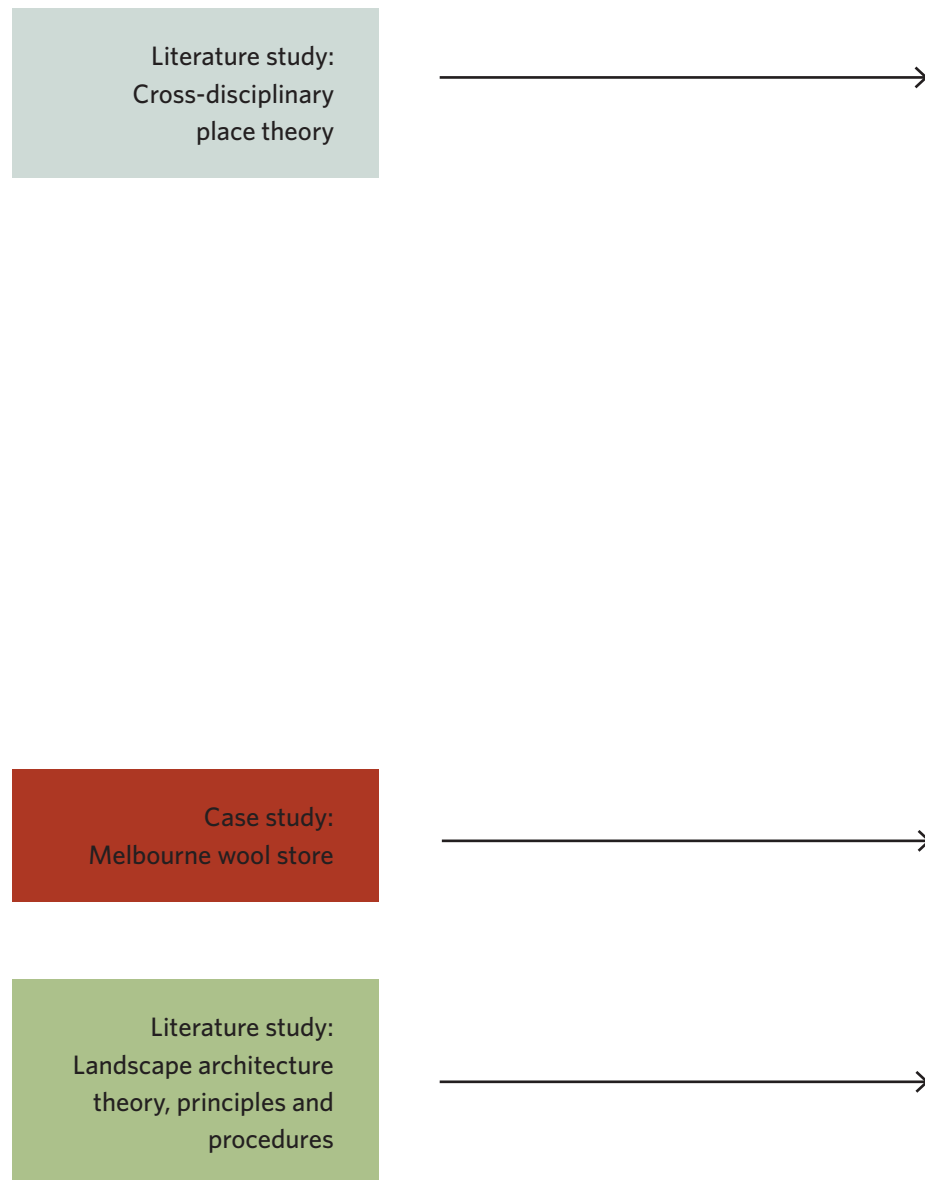 Literature study:
Cross-disciplinary
place theory
Case study:
Melbourne wool store
Literature study:
Landscape architecture
theory, principles and
procedures